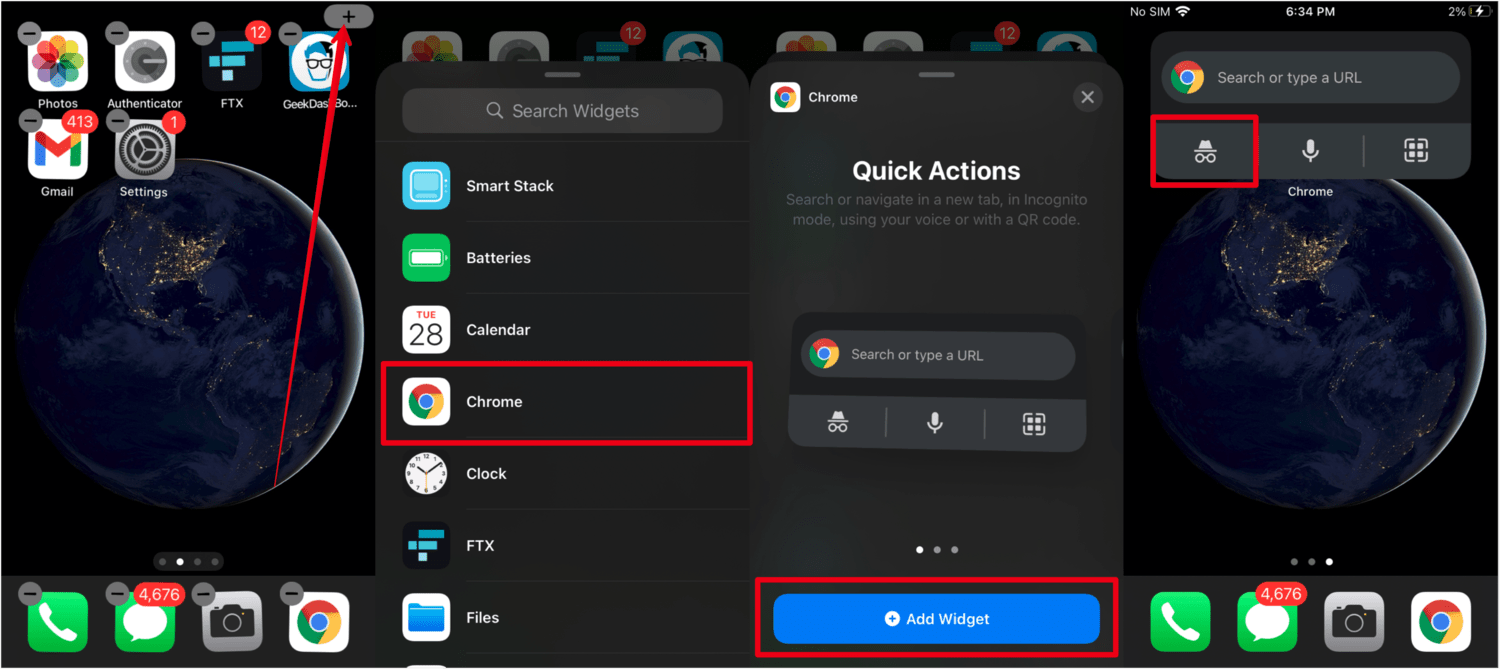 +
12
Photos
Authenticator
FTX
GeekDashBo...
413
1
Gmail
Settings
4,676
12
Search Widgets
Smart Stack
Batteries
TUE
28
Calendar
Chrome
Clock
FTX
Files
12
Chrome
Quick Actions
Search or navigate in a new tab, in Incognito
mode, using your voice or with a QR code.
Search or type a URL
Add Widget
No SIM
6:34 PM
2%
Search or type a URL
Chrome
4,676